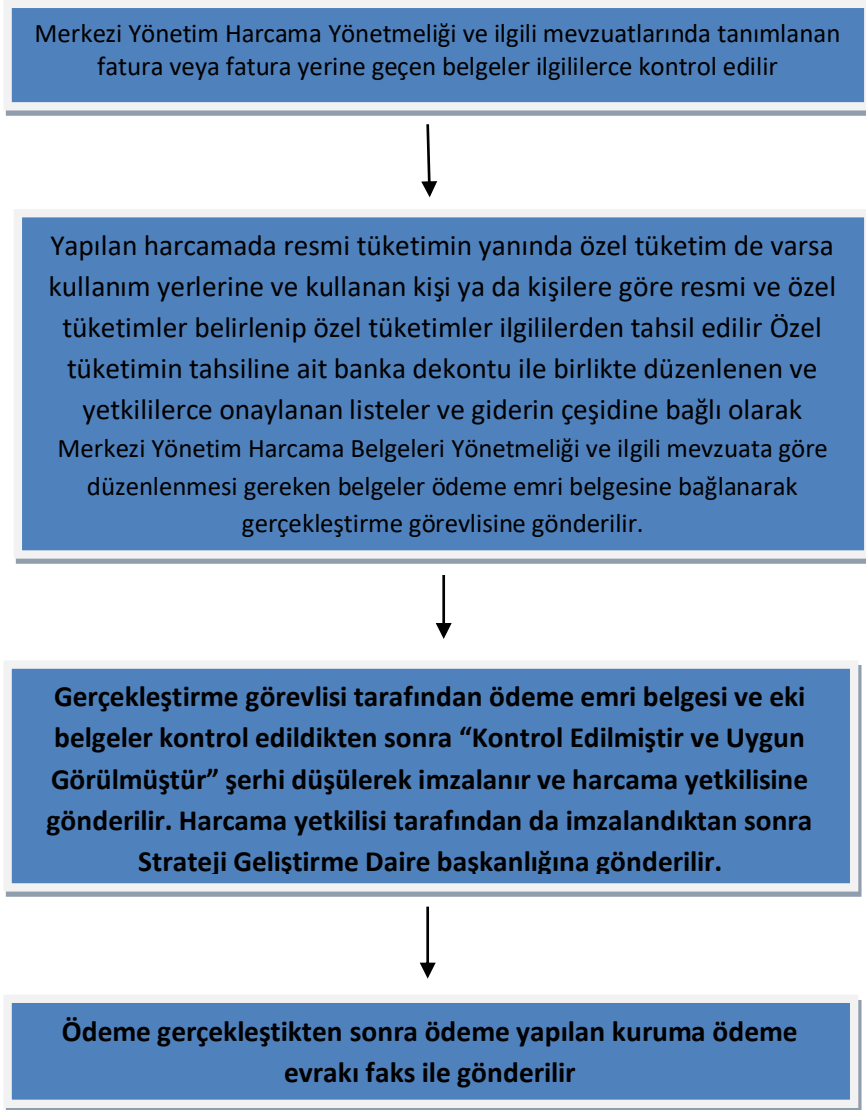 Merkezi Yönetim Harcama Yönetmeliği ve ilgili mevzuatlarında tanımlanan
fatura veya fatura yerine geçen belgeler ilgililerce kontrol edilir
Yapılan harcamada resmi tüketimin yanında özel tüketim de varsa
kullanım yerlerine ve kullanan kişi ya da kişilere göre resmi ve özel
tüketimler belirlenip özel tüketimler ilgililerden tahsil edilir Özel
tüketimin tahsiline ait banka dekontu ile birlikte düzenlenen ve
yetkililerce onaylanan listeler ve giderin çeşidine bağlı olarak
Merkezi Yönetim Harcama Belgeleri Yönetmeliği ve ilgili mevzuata göre
düzenlenmesi gereken belgeler ödeme emri belgesine bağlanarak
gerçekleştirme görevlisine gönderilir.
Gerçekleştirme görevlisi tarafından ödeme emri belgesi ve eki
belgeler kontrol edildikten sonra “Kontrol Edilmiştir ve Uygun
Görülmüştür” şerhi düşülerek imzalanır ve harcama yetkilisine
gönderilir. Harcama yetkilisi tarafından da imzalandıktan sonra
Strateji Geliştirme Daire başkanlığına gönderilir.
Ödeme gerçekleştikten sonra ödeme yapılan kuruma ödeme
evrakı faks ile gönderilir